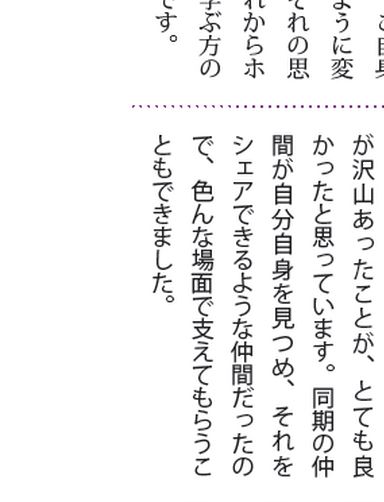 ように変
それの思
れからホ
学ぶ方の
です。
が沢山あったことが、とても良
かったと思っています。同期の仲
間が自分自身を見つめ、それを
シェアできるような仲間だったの
で、色んな場面で支えてもらうこ
ともできました。